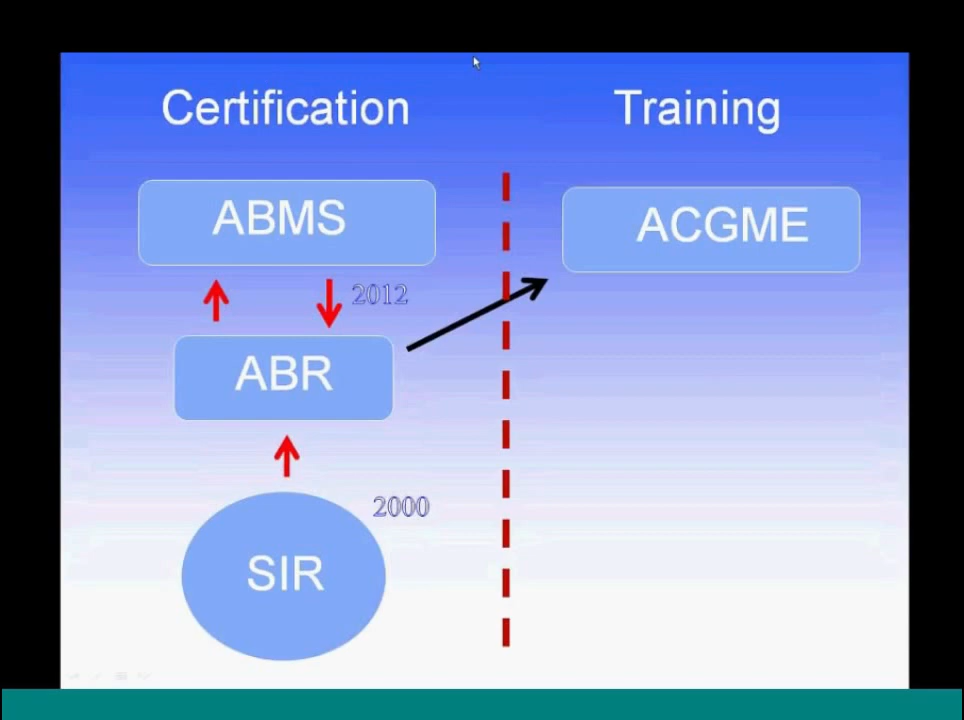 Certification
Training
ABMS
ACGME
2012
ABR
2000
SIR